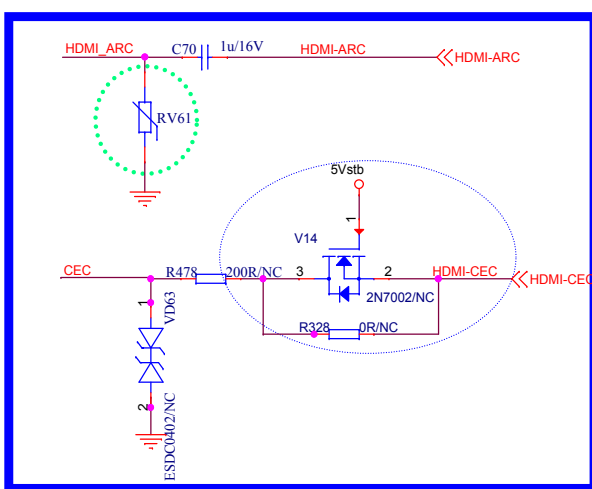 HDMI_ARC
C70
1u/16V
HDMI-ARC
HDMI-ARC
RV61
5Vstb
1
V14
CEC
R478
200R/NC
3
2
HDMI-CEC
HDMI-CEC
2N7002/NC
1
VD63
R328
0R/NC
2
ESDC0402/NC